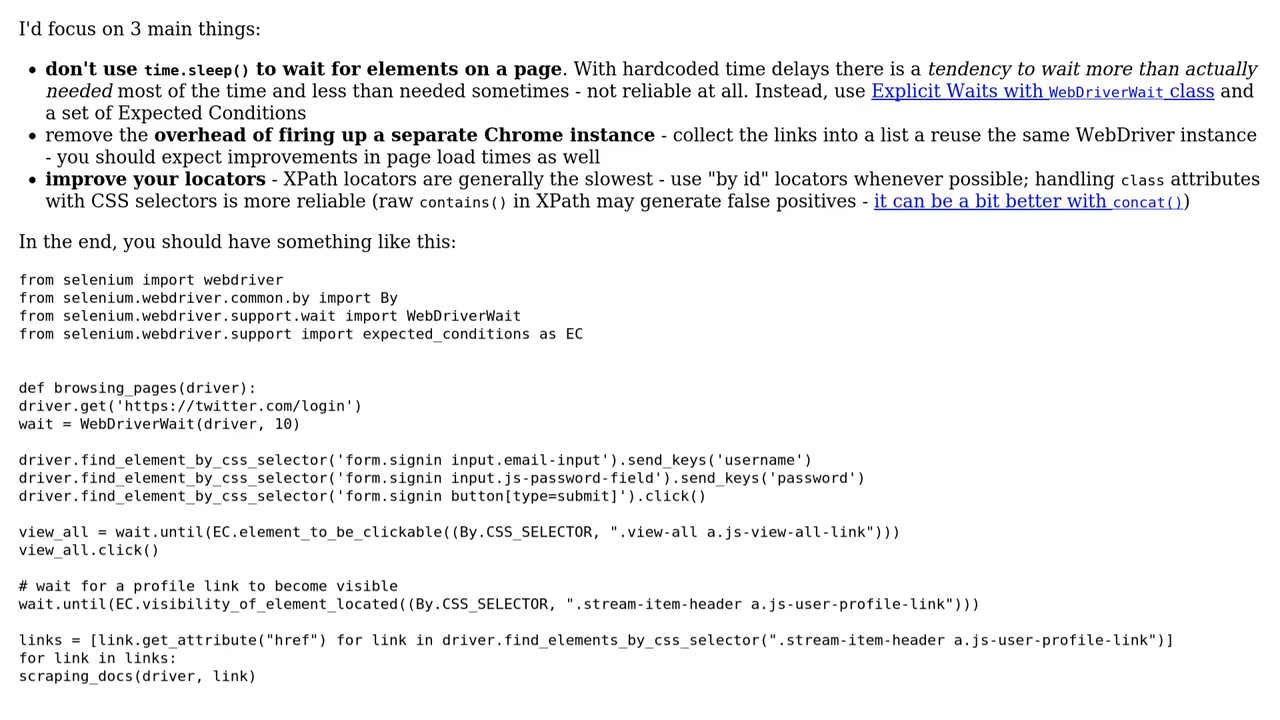 I'd focus on 3 main things:
• don't use time.sleep() to wait for elements on a page. With hardcoded time delays there is a tendency to wait more than actually
needed most of the time and less than needed sometimes - not reliable at all. Instead, use Explicit Waits with WebDriverWait class and
a set of Expected Conditions
• remove the overhead of firing up a separate Chrome instance - collect the links into a list a reuse the same WebDriver instance
- you should expect improvements in page load times as well
• improve your locators - XPath locators are generally the slowest - use "by id" locators whenever possible; handling class attributes
with CSS selectors is more reliable (raw contains() in XPath may generate false positives - it can be a bit better with concat())
In the end, you should have something like this:
from selenium import webdriver
from selenium.webdriver.common.by import By
from selenium.webdriver.support.wait import WebDriverWait
from selenium.webdriver.support import expected_conditions as EC
def browsing_pages(driver):
driver.get('https://twitter.com/login')
wait = WebDriverWait(driver, 10)
driver.find_element_by_css_selector('form.signin input.email-input').send_keys('username')
driver.find_element_by_css_selector('form.signin input.js-password-field').send_keys('password')
driver.find_element_by_css_selector('form.signin button[type=submit]').click()
view_all = wait.until(EC.element_to_be_clickable((By.CSS_SELECTOR, ".view-all a.js-view-all-link")))
view_all.click()
# wait for a profile link to become visible
wait.until(EC.visibility_of_element_located((By.CSS_SELECTOR, ".stream-item-header a.js-user-profile-link")))
links = [link.get_attribute("href") for link in driver.find_elements_by_css_selector(".stream-item-header a.js-user-profile-link")]
for link in links:
scraping_docs(driver, link)